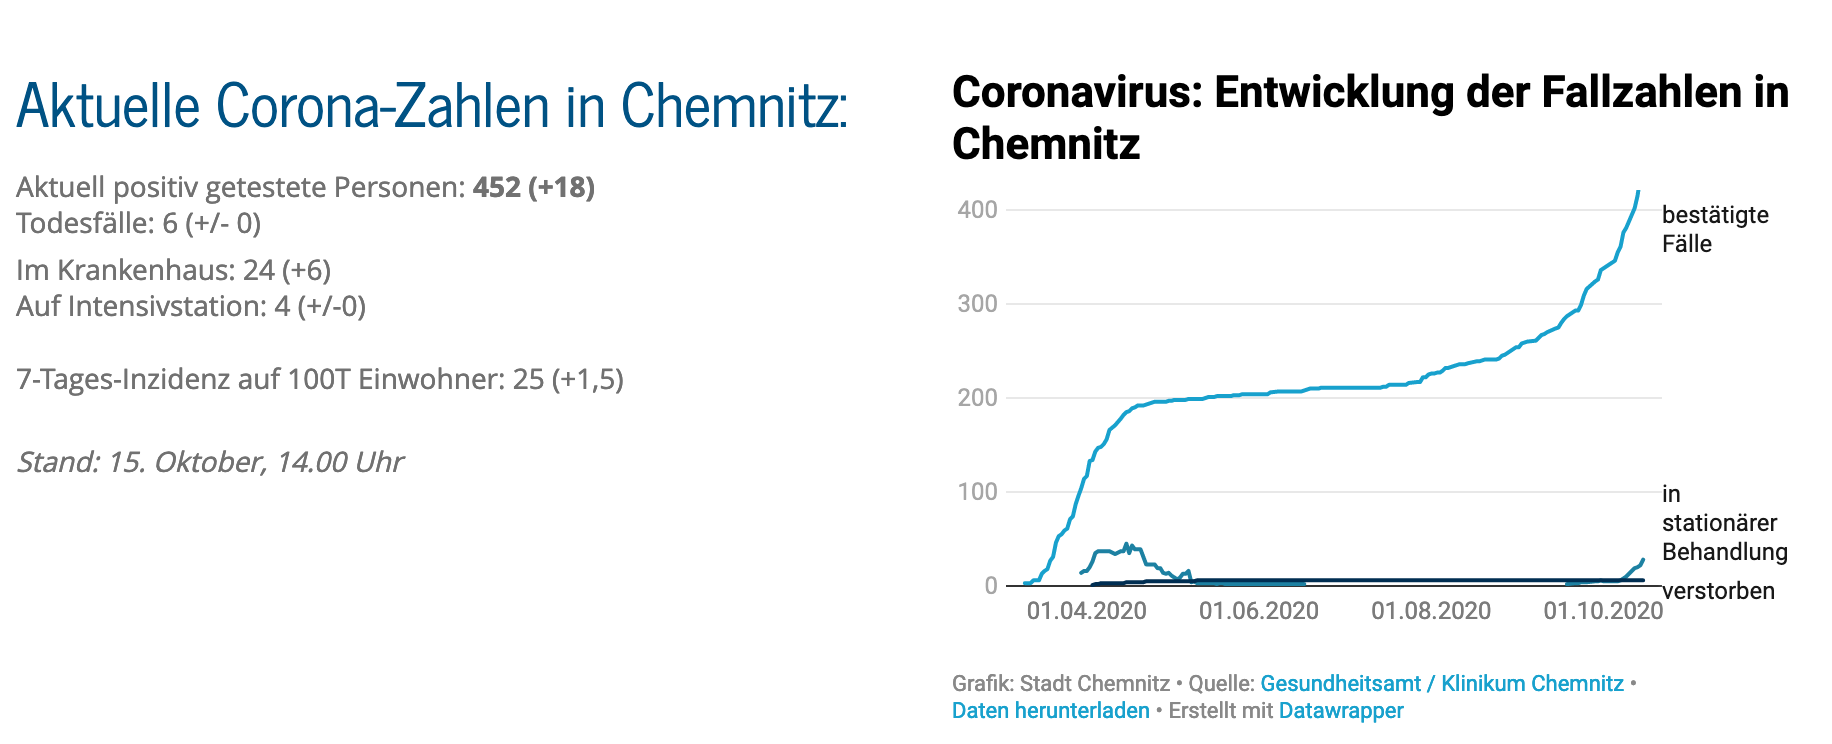 Aktuelle Corona-Zahlen in Chemnitz:
Aktuell positiv getestete Personen: 452 (+18)
Todesfälle: 6 (+/- 0)
Im Krankenhaus: 24 (+6)
Auf Intensivstation: 4 (+/-0)
7-Tages-Inzidenz auf 100T Einwohner: 25 (+1,5)
Stand: 15. Oktober, 14.00 Uhr
Coronavirus: Entwicklung der Fallzahlen in
Chemnitz
400
300
200
100
0
bestätigte
Fälle
in
stationärer
Behandlung
verstorben
01.04.2020 01.06.2020 01.08.2020 01.10.2020
Grafik: Stadt Chemnitz • Quelle: Gesundheitsamt / Klinikum Chemnitz •
Daten herunterladen • Erstellt mit Datawrapper